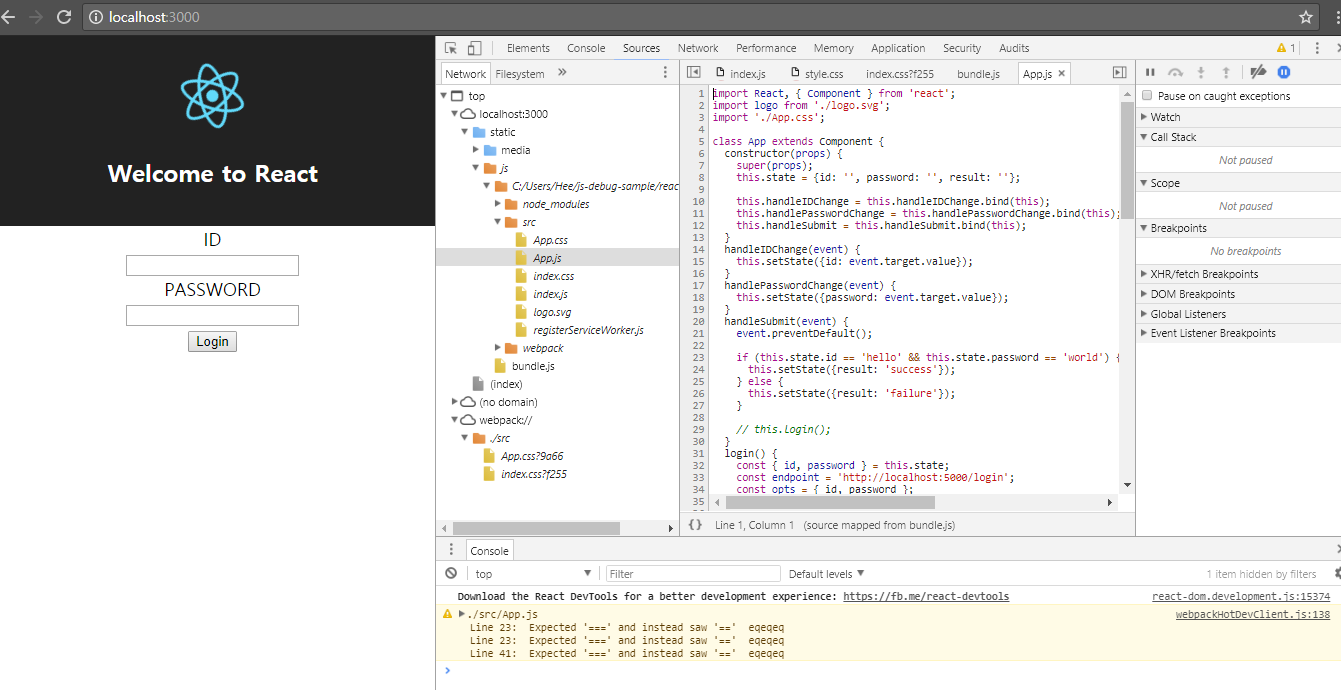 localhost:3000
Welcome to React
ID
PASSWORD
Login
Elements Console Sources Network Performance Memory Application Security Audits 1
Network Filesystem »
top
localhost:3000
static
media
js
C:/Users/Hee/js-debug-sample/reac
node_modules
src
App.css
App.js
index.css
index.js
logo.svg
registerServiceWorker.js
webpack
bundle.js
(index)
(no domain)
webpack://
./src
App.css?9a66
index.css?f255
index.js style.css index.css?f255 bundle.js App.js ×
1 import React, { Component } from 'react';
2 import logo from './logo.svg';
3 import './App.css';
4
5 class App extends Component {
6 constructor(props) {
7 super(props);
8 this.state = {id: '', password: '', result: ''};
9
10 this.handleIDChange = this.handleIDChange.bind(this);
11 this.handlePasswordChange = this.handlePasswordChange.bind(this);
12 this.handleSubmit = this.handleSubmit.bind(this);
13 }
14 handleIDChange(event) {
15 this.setState({id: event.target.value});
16 }
17 handlePasswordChange(event) {
18 this.setState({password: event.target.value});
19 }
20 handleSubmit(event) {
21 event.preventDefault();
22
23 if (this.state.id == 'hello' && this.state.password == 'world') {
24 this.setState({result: 'success'});
25 } else {
26 this.setState({result: 'failure'});
27 }
28
29 // this.login();
30 }
31 login() {
32 const { id, password } = this.state;
33 const endpoint = 'http://localhost:5000/login';
34 const opts = { id, password };
35
{} Line 1, Column 1 (source mapped from bundle.js)
Pause on caught exceptions
Watch
Call Stack
Not paused
Scope
Not paused
Breakpoints
No breakpoints
XHR/fetch Breakpoints
DOM Breakpoints
Global Listeners
Event Listener Breakpoints
Console
top Filter Default levels 1 item hidden by filters
Download the React DevTools for a better development experience: https://fb.me/react-devtools react-dom.development.js:15374
./src/App.js webpackHotDevClient.js:138
Line 23: Expected '===' and instead saw '==' eqeqeq
Line 23: Expected '===' and instead saw '==' eqeqeq
Line 41: Expected '===' and instead saw '==' eqeqeq